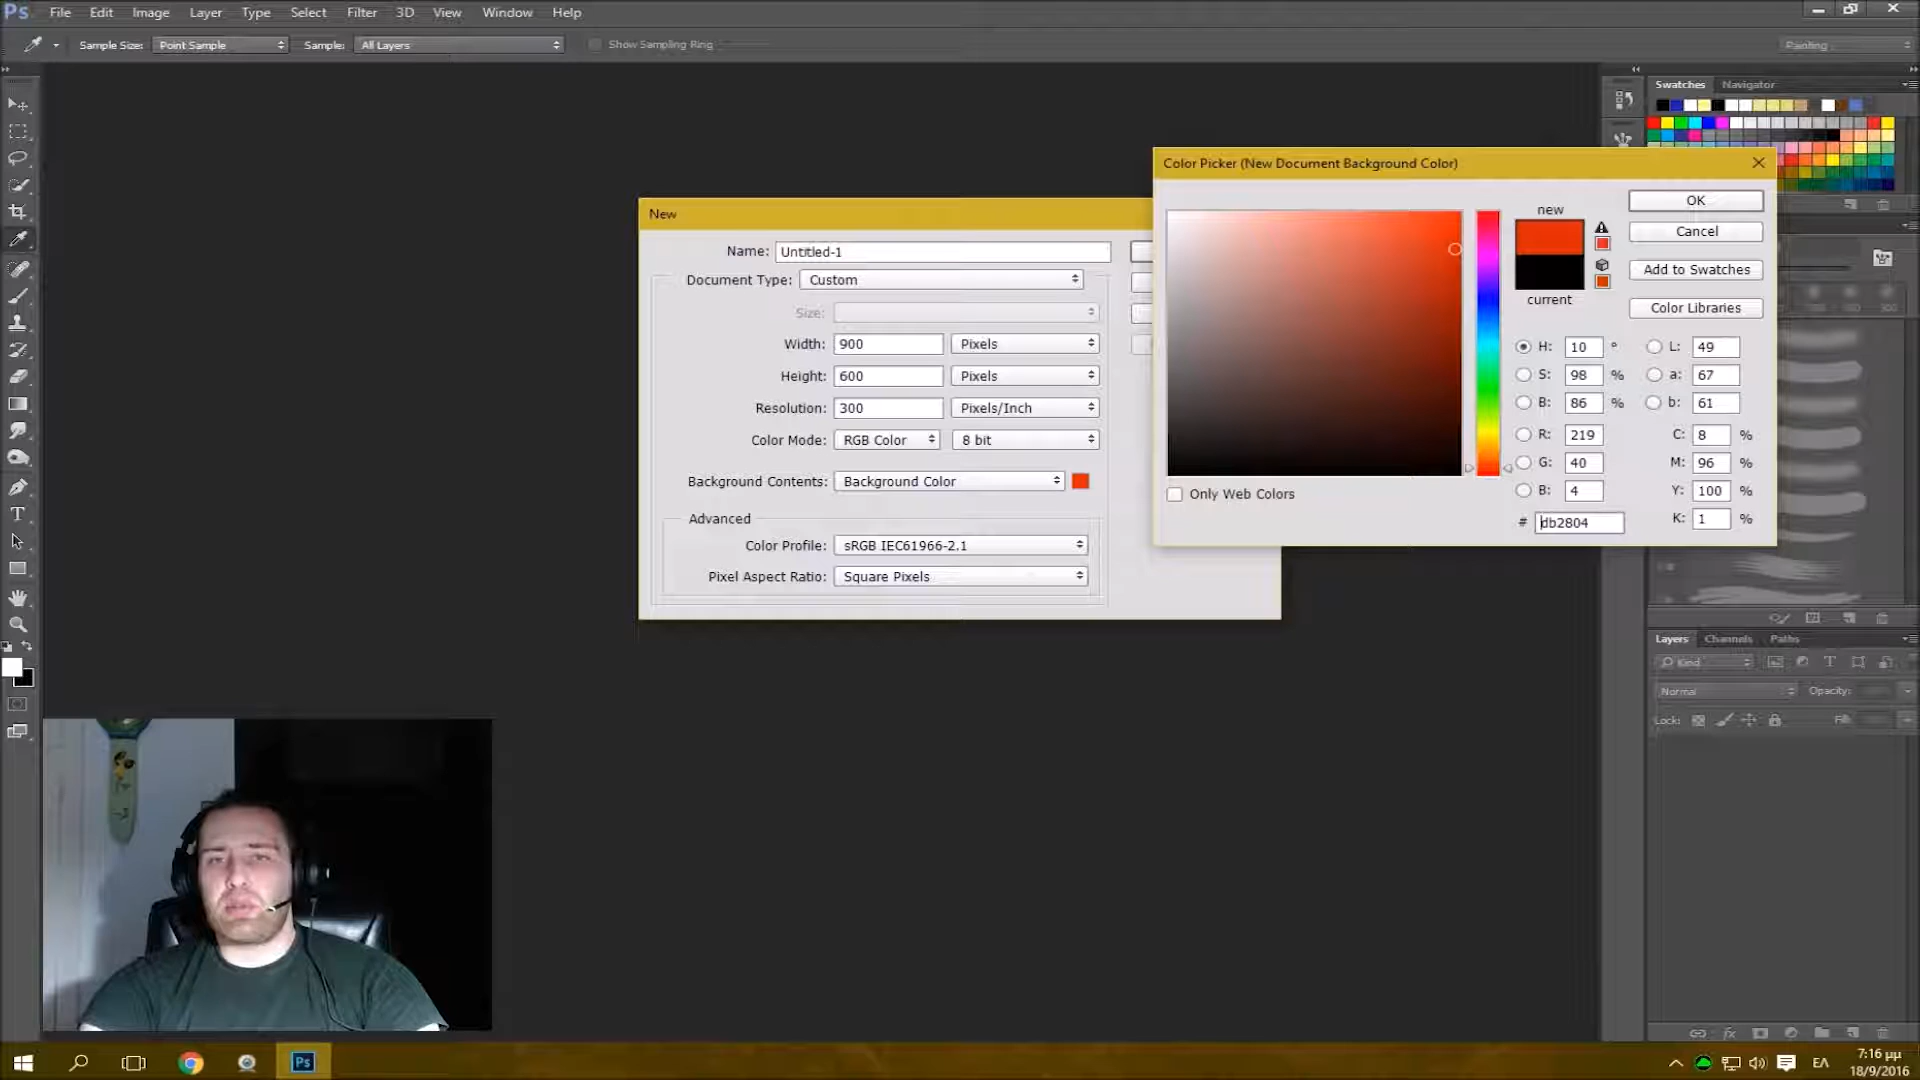 Ps File Edit Image Layer Type Select Filter 3D View Window Help
Sample Size: Point Sample Sample: All Layers Show Sampling Ring Painting
Swatches Navigator
Color Picker (New Document Background Color)
new
current
OK
Cancel
Add to Swatches
Color Libraries
H: 10 ° L: 49
S: 98 % a: 67
B: 86 % b: 61
R: 219 C: 8 %
G: 40 M: 96 %
B: 4 Y: 100 %
# db2804 K: 1 %
Only Web Colors
New
Name: Untitled-1
Document Type: Custom
Size:
Width: 900 Pixels
Height: 600 Pixels
Resolution: 300 Pixels/Inch
Color Mode: RGB Color 8 bit
Background Contents: Background Color
Advanced
Color Profile: sRGB IEC61966-2.1
Pixel Aspect Ratio: Square Pixels
Layers Channels Paths
Kind
Normal Opacity:
Lock: Fill:
Ps
ΕΛ
7:16 μμ
18/9/2016